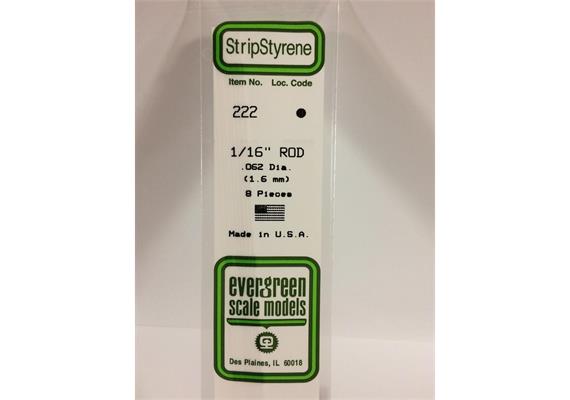 StripStyrene
Item No. Loc. Code
222
1/16" ROD
.062 Dia.
(1.6 mm)
8 Pieces
Made in U.S.A.
evergreen
scale models
Des Plaines, IL 60018